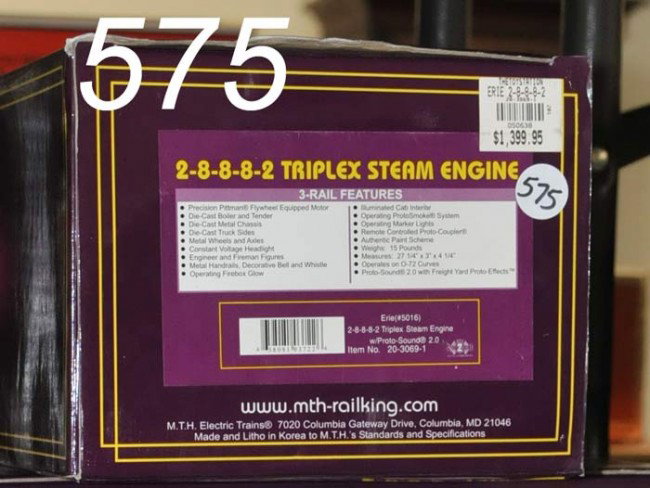 575
THETOYSTATION
ERIE 2-8-8-8-2
20-3069-1
050638
$1,399.95
2-8-8-8-2 TRIPLEX STEAM ENGINE
575
3-RAIL FEATURES
• Precision Pittman® Flywheel Equipped Motor
• Die-Cast Boiler and Tender
• Die-Cast Metal Chassis
• Die-Cast Truck Sides
• Metal Wheels and Axles
• Constant Voltage Headlight
• Engineer and Fireman Figures
• Metal Handrails, Decorative Bell and Whistle
• Operating Firebox Glow
• Illuminated Cab Interior
• Operating ProtoSmoke® System
• Operating Marker Lights
• Remote Controlled Proto-Coupler®
• Authentic Paint Scheme
• Weighs: 15 Pounds
• Measures: 27 1/4" x 3" x 4 1/4"
• Operates on O-72 Curves
• Proto-Sound® 2.0 with Freight Yard Proto-Effects™
Erie(#5016)
2-8-8-8-2 Triplex Steam Engine
w/Proto-Sound® 2.0
Item No. 20-3069-1
www.mth-railking.com
M.T.H. Electric Trains® 7020 Columbia Gateway Drive, Columbia, MD 21046
Made and Litho in Korea to M.T.H.'s Standards and Specifications